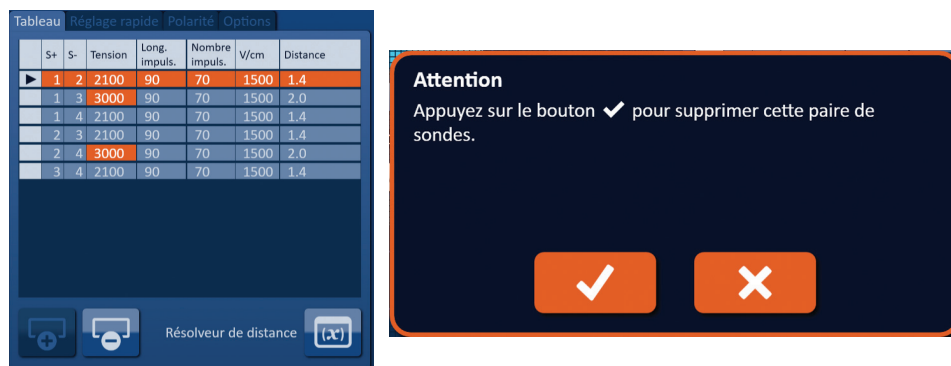 Tableau Réglage rapide Polarité Options
S+ S- Tension Long. impuls. Nombre impuls. V/cm Distance
1 2 2100 90 70 1500 1.4
1 3 3000 90 70 1500 2.0
1 4 2100 90 70 1500 1.4
2 3 2100 90 70 1500 1.4
2 4 3000 90 70 1500 2.0
3 4 2100 90 70 1500 1.4
Résolveur de distance (x)
Attention
Appuyez sur le bouton ✔ pour supprimer cette paire de
sondes.